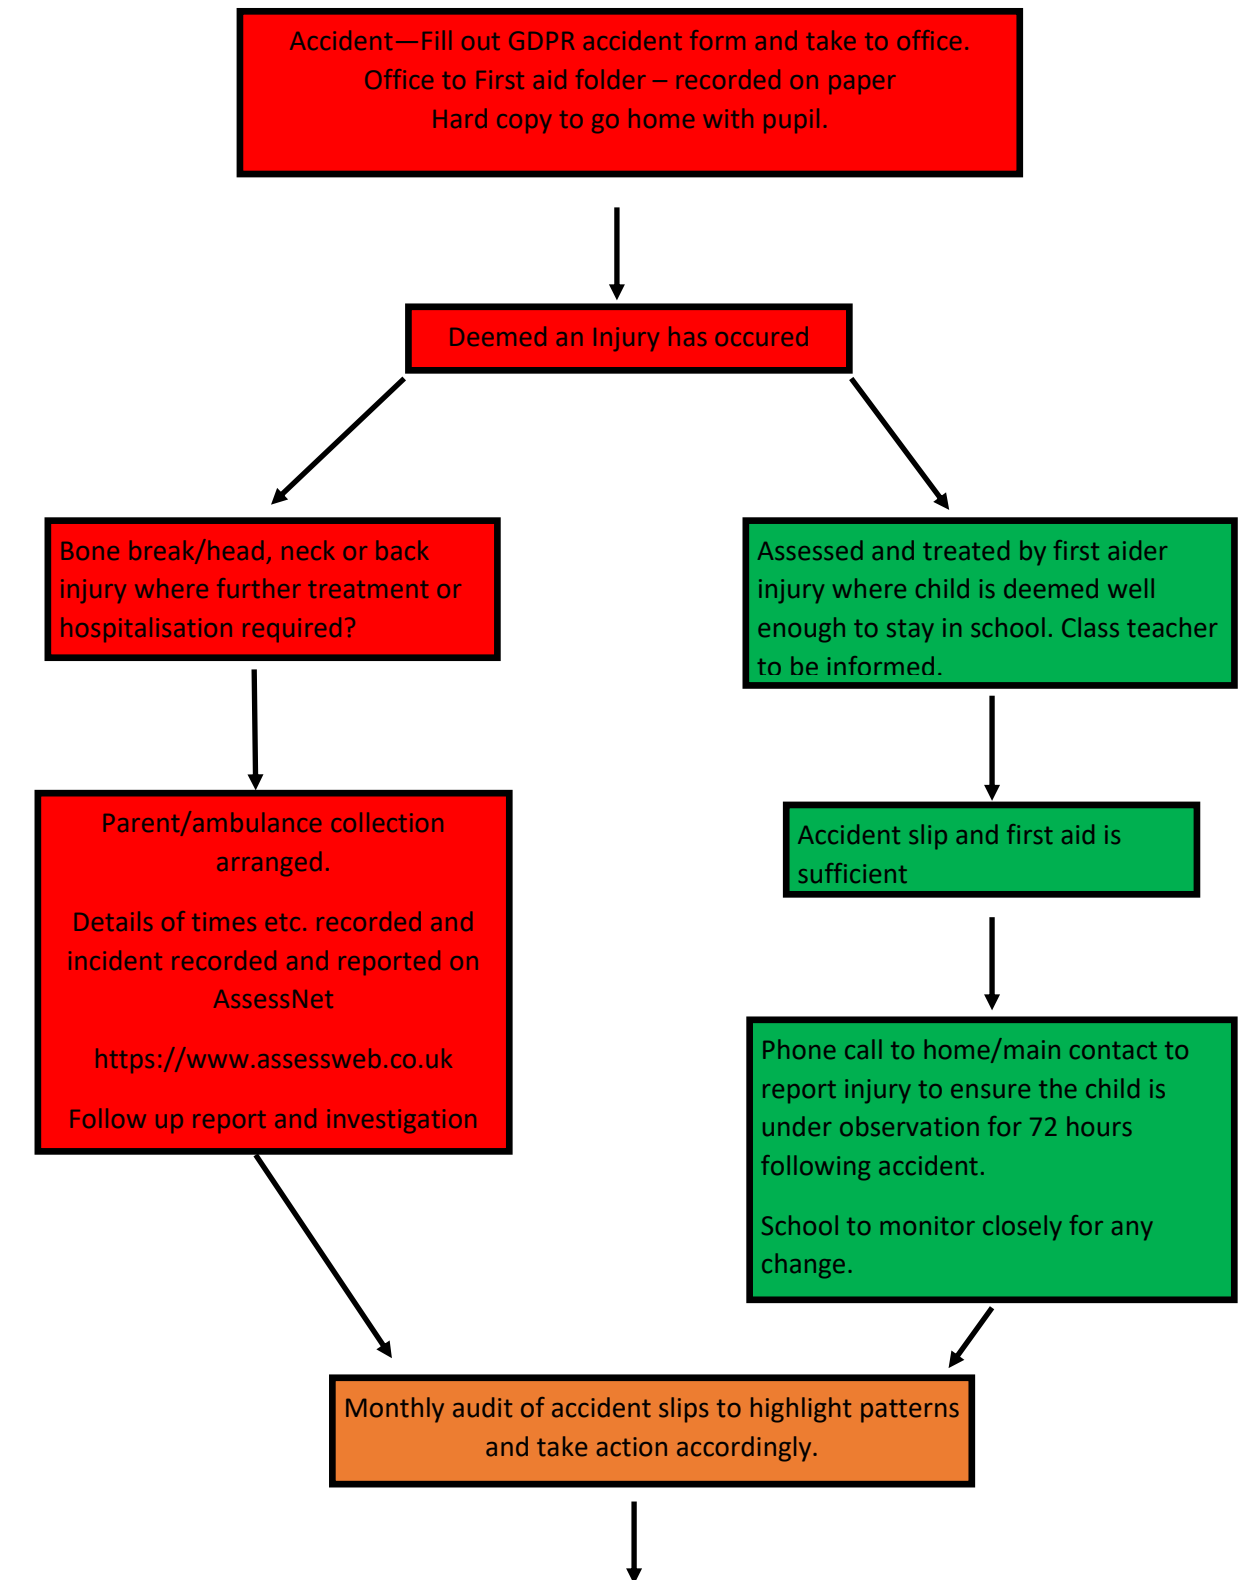 Accident—Fill out GDPR accident form and take to office.
Office to First aid folder – recorded on paper
Hard copy to go home with pupil.
Deemed an Injury has occured
Bone break/head, neck or back
injury where further treatment or
hospitalisation required?
Assessed and treated by first aider
injury where child is deemed well
enough to stay in school. Class teacher
to be informed.
Parent/ambulance collection
arranged.
Details of times etc. recorded and
incident recorded and reported on
AssessNet
https://www.assessweb.co.uk
Follow up report and investigation
Accident slip and first aid is
sufficient
Phone call to home/main contact to
report injury to ensure the child is
under observation for 72 hours
following accident.
School to monitor closely for any
change.
Monthly audit of accident slips to highlight patterns
and take action accordingly.